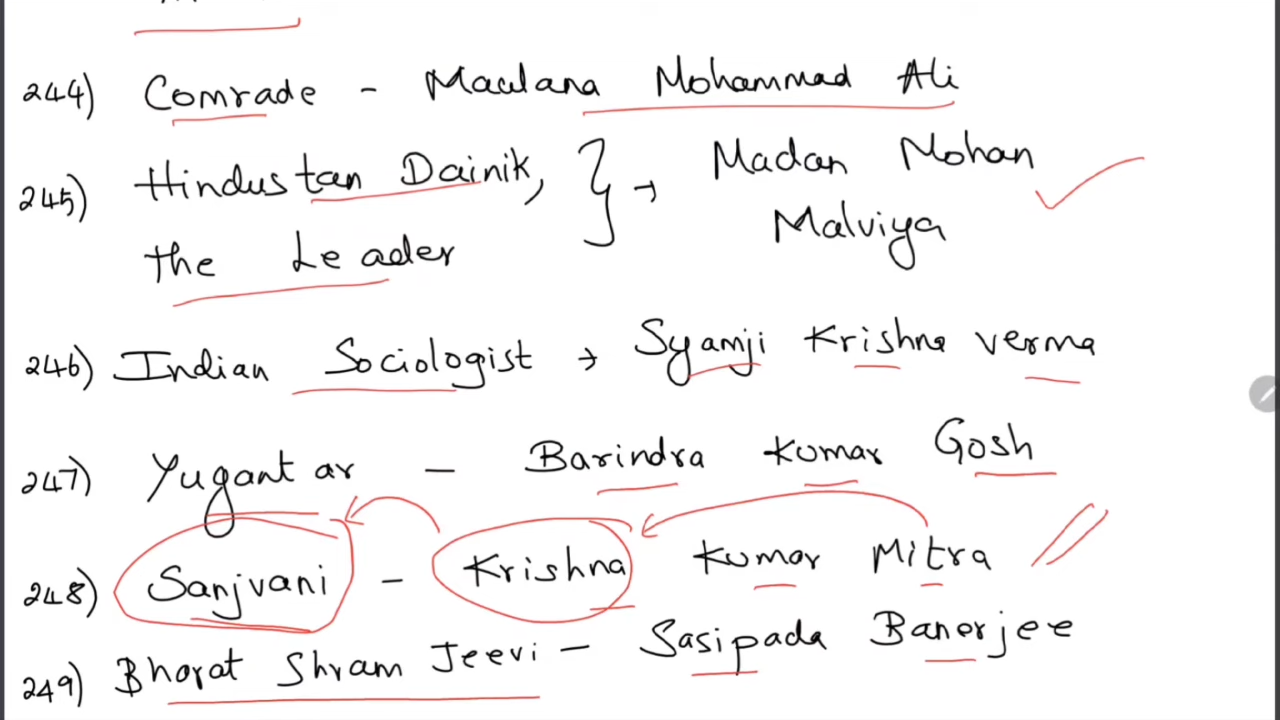 244) Comrade - Maulana Mohammad Ali
245) Hindustan Dainik, } → Madan Mohan
the Leader Malviya
246) Indian Sociologist → Syamji Krishna verma
247) Yugantar - Barindra Kumar Gosh
248) Sanjvani - Krishna Kumar Mitra
249) Bharat Shram Jeevi - Sasipada Banerjee